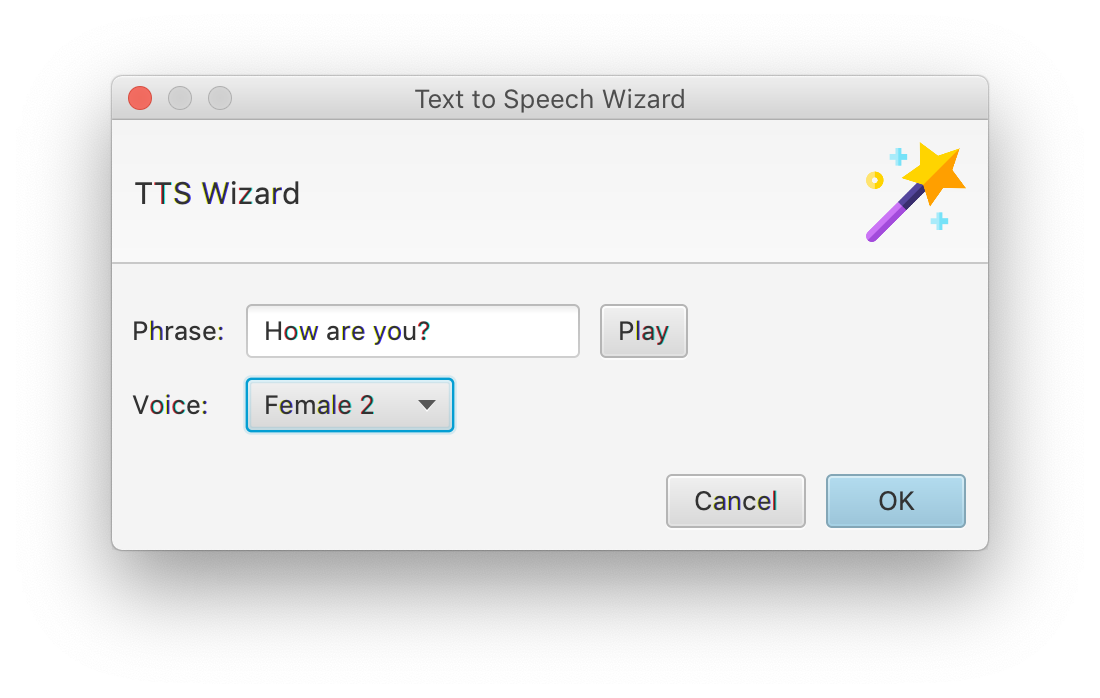 Text to Speech Wizard
TTS Wizard
Phrase: How are you? Play
Voice: Female 2
Cancel OK